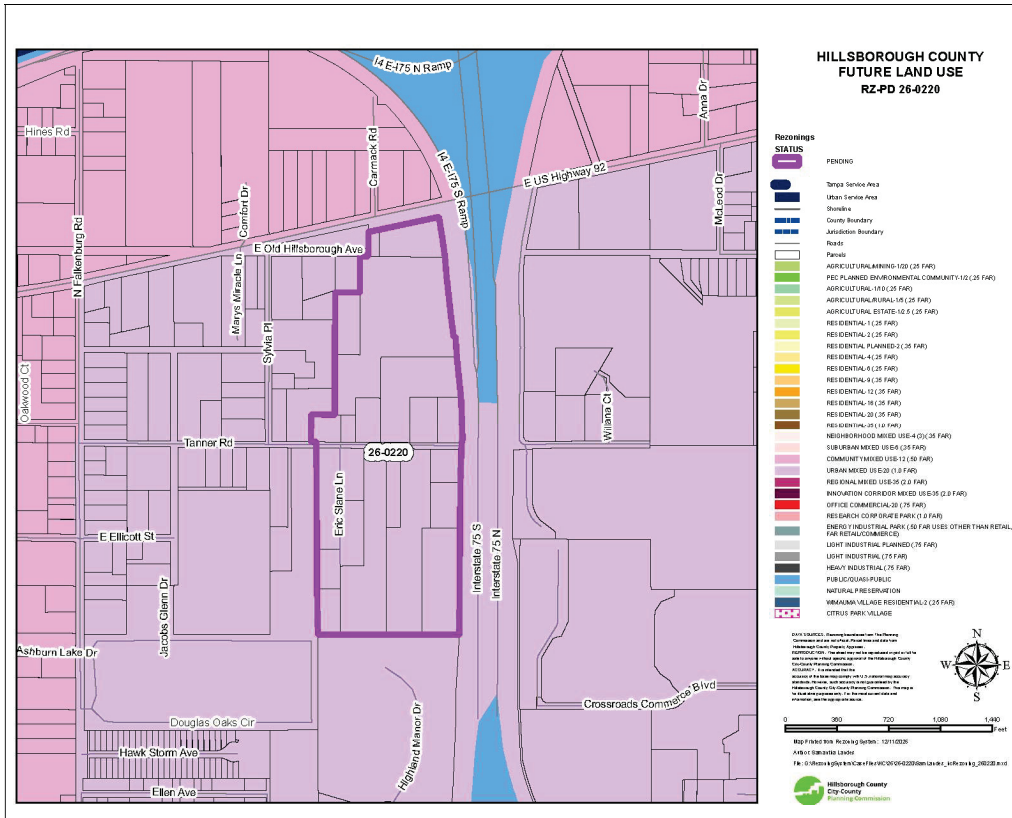 HILLSBOROUGH COUNTY
FUTURE LAND USE
RZ-PD 26-0220
I4 E-I75 N Ramp
Hines Rd
Carmack Rd
Anna Dr
I4 E-I75 S Ramp
E US Highway 92
McLeod Dr
N Falkenburg Rd
Comfort Dr
E Old Hillsborough Ave
Marys Miracle Ln
Sylvia Pl
Oakwood Ct
Willana Ct
Tanner Rd
26-0220
Eric Slane Ln
E Ellicott St
Interstate 75 S
Interstate 75 N
Jacobs Glenn Dr
Ashburn Lake Dr
Crossroads Commerce Blvd
Douglas Oaks Cir
Highland Manor Dr
Hawk Storm Ave
Ellen Ave
Rezonings
STATUS
PENDING
Tampa Service Area
Urban Service Area
Shoreline
County Boundary
Jurisdiction Boundary
Roads
Parcels
AGRICULTURAL/MINING-1/20 (.25 FAR)
PEC PLANNED ENVIRONMENTAL COMMUNITY-1/2 (.25 FAR)
AGRICULTURAL-1/10 (.25 FAR)
AGRICULTURAL/RURAL-1/5 (.25 FAR)
AGRICULTURAL ESTATE-1/2.5 (.25 FAR)
RESIDENTIAL-1 (.25 FAR)
RESIDENTIAL-2 (.25 FAR)
RESIDENTIAL PLANNED-2 (.35 FAR)
RESIDENTIAL-4 (.25 FAR)
RESIDENTIAL-6 (.25 FAR)
RESIDENTIAL-9 (.35 FAR)
RESIDENTIAL-12 (.35 FAR)
RESIDENTIAL-16 (.35 FAR)
RESIDENTIAL-20 (.35 FAR)
RESIDENTIAL-35 (1.0 FAR)
NEIGHBORHOOD MIXED USE-4 (3) (.35 FAR)
SUBURBAN MIXED USE-6 (.35 FAR)
COMMUNITY MIXED USE-12 (.50 FAR)
URBAN MIXED USE-20 (1.0 FAR)
REGIONAL MIXED USE-35 (2.0 FAR)
INNOVATION CORRIDOR MIXED USE-35 (2.0 FAR)
OFFICE COMMERCIAL-20 (.75 FAR)
RESEARCH CORPORATE PARK (1.0 FAR)
ENERGY INDUSTRIAL PARK (.50 FAR USES OTHER THAN RETAIL,
FAR RETAIL/COMMERCE)
LIGHT INDUSTRIAL PLANNED (.75 FAR)
LIGHT INDUSTRIAL (.75 FAR)
HEAVY INDUSTRIAL (.75 FAR)
PUBLIC/QUASI-PUBLIC
NATURAL PRESERVATION
WIMAUMA VILLAGE RESIDENTIAL-2 (.25 FAR)
CITRUS PARK VILLAGE
N
W E
S
0 360 720 1,080 1,440
Feet
Map Printed from Rezoning System: 12/11/2025
Author: Samantha Lander
Hillsborough County
City-County
Planning Commission